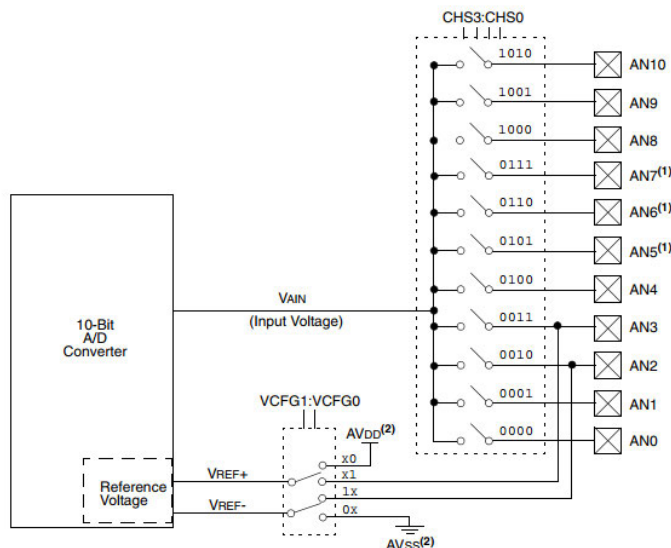 CHS3:CHS0
1010
AN10
1001
AN9
1000
AN8
0111
AN7(1)
0110
AN6(1)
0101
AN5(1)
0100
AN4
VAIN
(Input Voltage)
0011
AN3
10-Bit
A/D
Converter
0010
AN2
VCFG1:VCFG0
0001
AN1
AVDD(2)
0000
AN0
x0
Reference
Voltage
VREF+
x1
1x
VREF-
0x
AVSS(2)